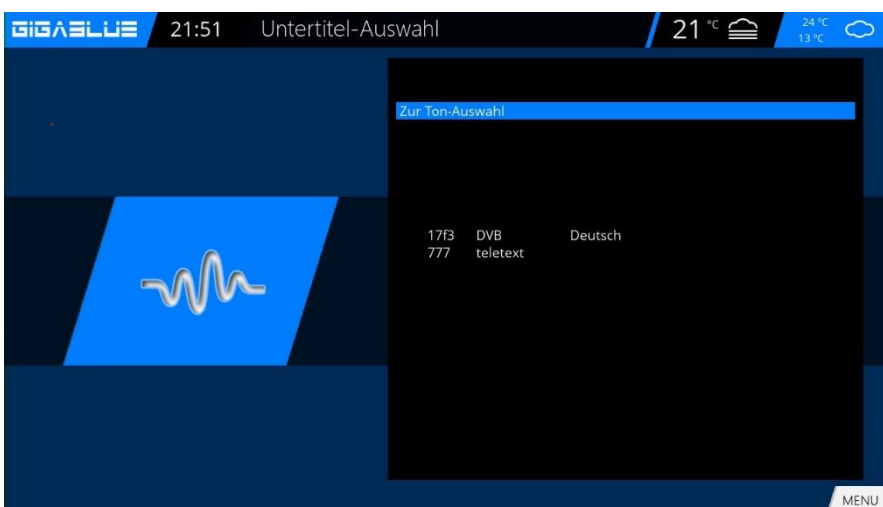 GIGABLUE 21:51 Untertitel-Auswahl 21 °C 24 °C
13 °C
Zur Ton-Auswahl
17f3 DVB Deutsch
777 teletext
MENU